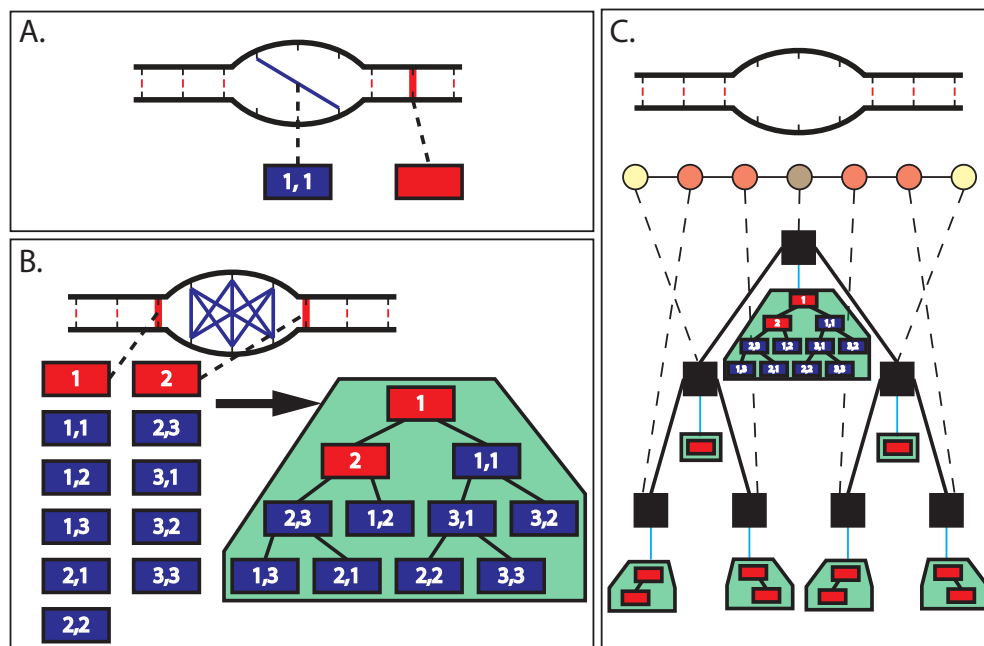 A.
1, 1
B.
1 2
1,1 2,3
1,2 3,1
1,3 3,2
2,1 3,3
2,2
1
2 1,1
2,3 1,2 3,1 3,2
1,3 2,1 2,2 3,3
C.
1
2 1,1
2,3 1,2 3,1 3,2
1,3 2,1 2,2 3,3